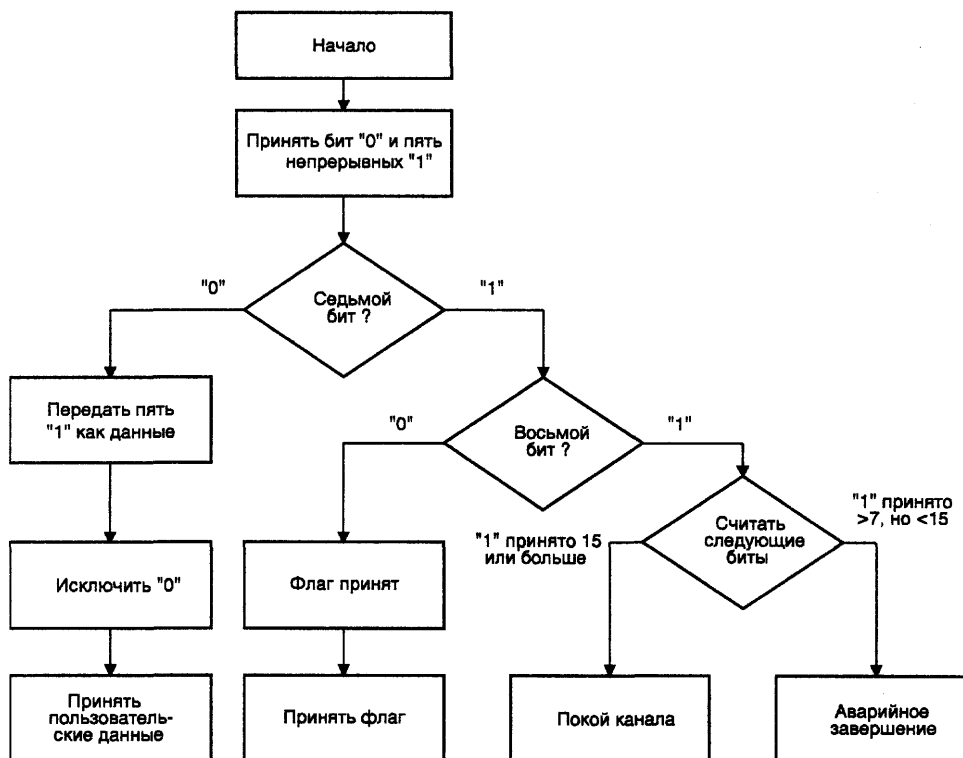 Начало
Принять бит "0" и пять
непрерывных "1"
"0"
Седьмой
бит ?
"1"
Передать пять
"1" как данные
"0"
Восьмой
бит ?
"1"
"1" принято
>7, но <15
"1" принято 15
или больше
Считать
следующие
биты
Исключить "0"
Флаг принят
Принять
пользователь-
ские данные
Принять флаг
Покой канала
Аварийное
завершение